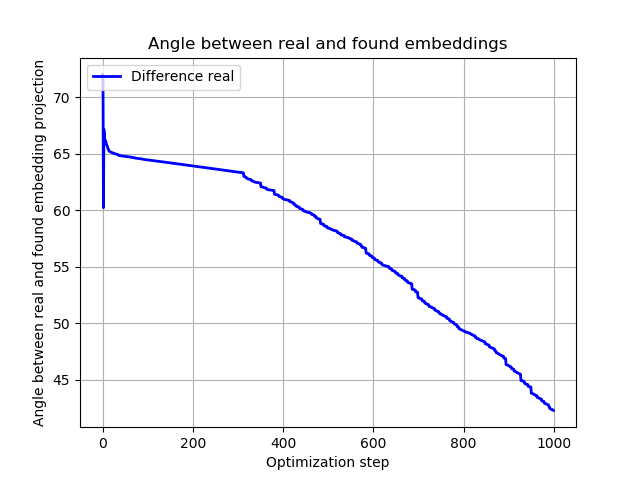 Angle between real and found embeddings
Difference real
Angle between real and found embedding projection
70
65
60
55
50
45
0 200 400 600 800 1000
Optimization step